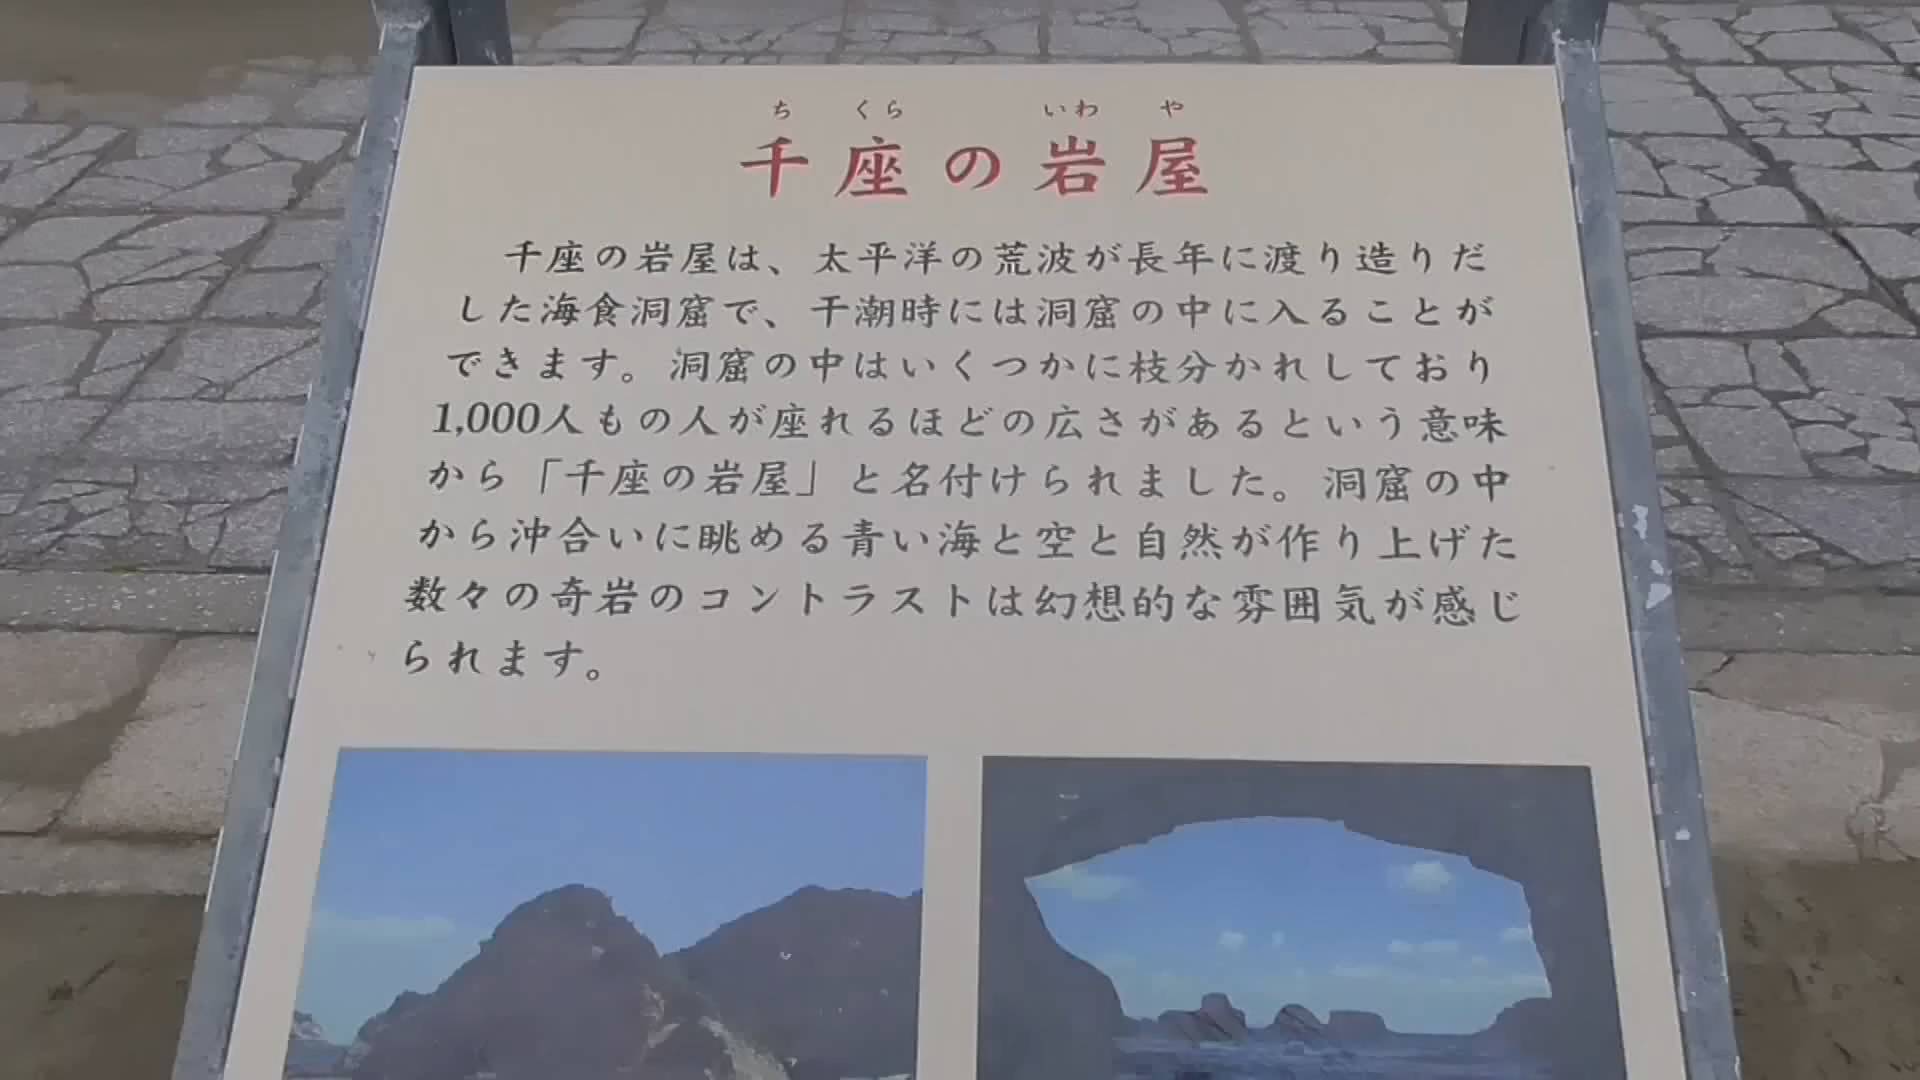 ち くら いわ や
千座の岩屋
千座の岩屋は、太平洋の荒波が長年に渡り造りだ
した海食洞窟で、干潮時には洞窟の中に入ることが
できます。洞窟の中はいくつかに枝分かれしており
1,000人もの人が座れるほどの広さがあるという意味
から「千座の岩屋」と名付けられました。洞窟の中
から沖合いに眺める青い海と空と自然が作り上げた
数々の奇岩のコントラストは幻想的な雰囲気が感じ
られます。